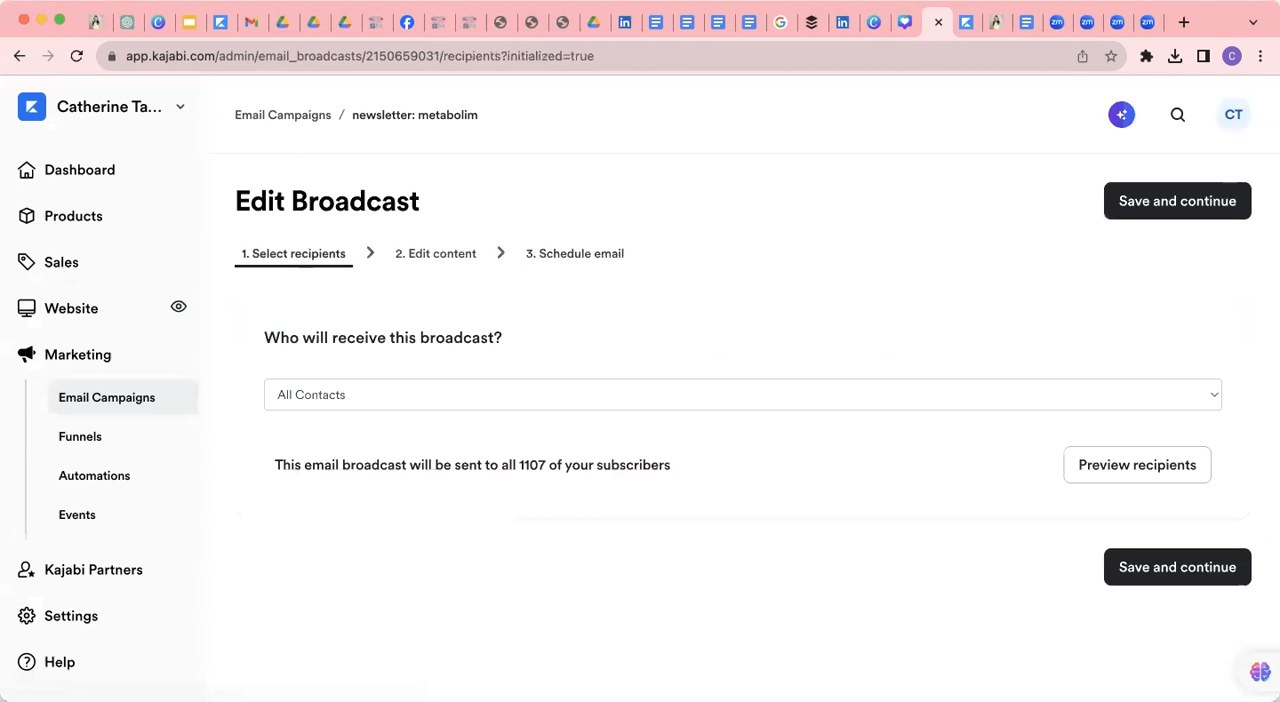 app.kajabi.com/admin/email_broadcasts/2150659031/recipients?initialized=true
C
Catherine Ta...
Email Campaigns / newsletter: metabolim
CT
Dashboard
Products
Sales
Website
Marketing
Email Campaigns
Funnels
Automations
Events
Kajabi Partners
Settings
Help
Edit Broadcast
Save and continue
1. Select recipients
2. Edit content
3. Schedule email
Who will receive this broadcast?
All Contacts
This email broadcast will be sent to all 1107 of your subscribers
Preview recipients
Save and continue